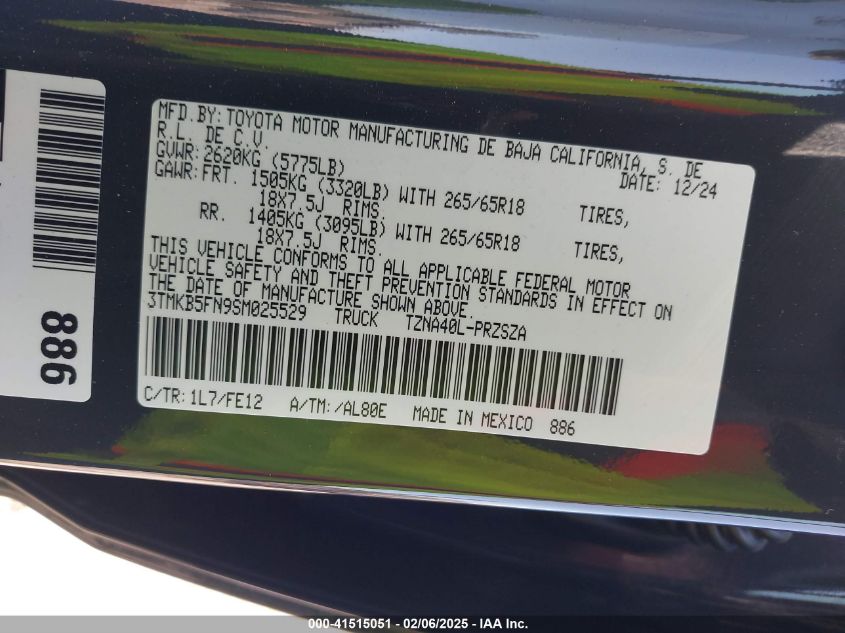 MFD.BY:TOYOTA MOTOR MANUFACTURING DE BAJA CALIFORNIA, S. DE
R.L. DE C.V.
DATE: 12/24
GVWR:2620KG (5775LB)
GAWR:FRT. 1505KG (3320LB) WITH 265/65R18 TIRES,
18X7.5J RIMS.
RR. 1405KG (3095LB) WITH 265/65R18 TIRES,
18X7.5J RIMS.
THIS VEHICLE CONFORMS TO ALL APPLICABLE FEDERAL MOTOR
VEHICLE SAFETY AND THEFT PREVENTION STANDARDS IN EFFECT ON
THE DATE OF MANUFACTURE SHOWN ABOVE.
3TMKB5FN9SM025529 TRUCK TZNA40L-PRZSZA
C/TR:1L7/FE12 A/TM:/AL80E MADE IN MEXICO 886
886
000-41515051 - 02/06/2025 - IAA Inc.